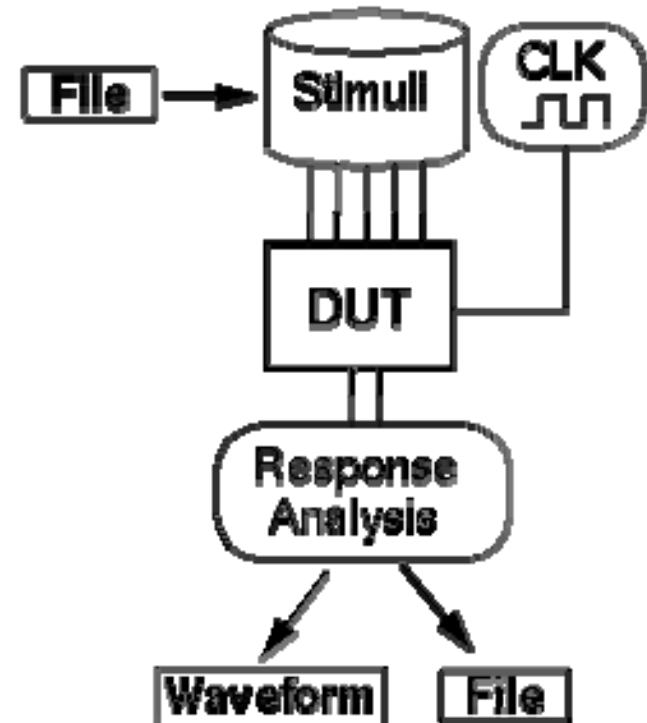 File
Stimuli
CLK
DUT
Response
Analysis
Waveform
File